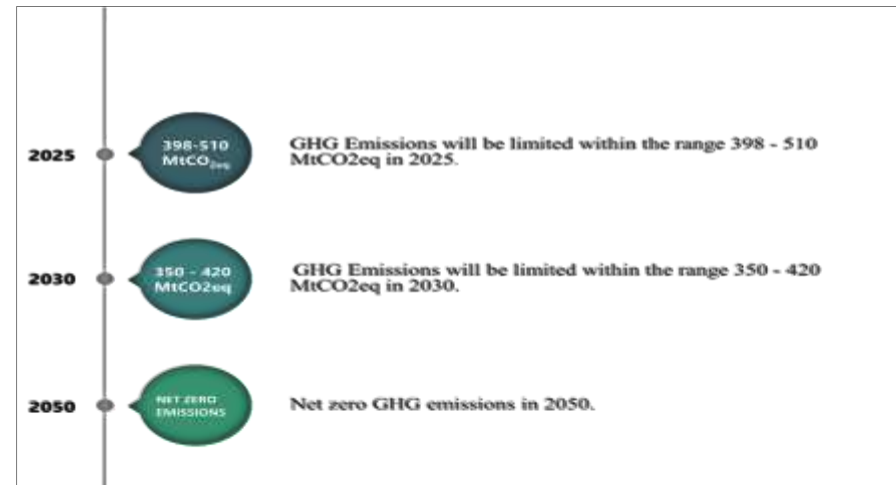 2025
398-510
MtCO2eq
GHG Emissions will be limited within the range 398 - 510
MtCO2eq in 2025.
2030
350 - 420
MtCO2eq
GHG Emissions will be limited within the range 350 - 420
MtCO2eq in 2030.
2050
NET ZERO
EMISSIONS
Net zero GHG emissions in 2050.